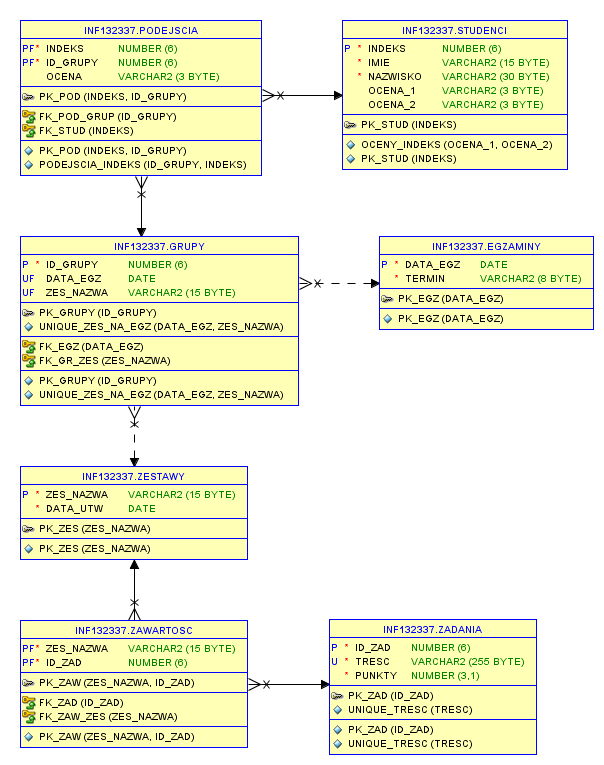 INF132337.PODEJSCIA
PF* INDEKS NUMBER (6)
PF* ID_GRUPY NUMBER (6)
OCENA VARCHAR2 (3 BYTE)
PK_POD (INDEKS, ID_GRUPY)
FK_POD_GRUP (ID_GRUPY)
FK_STUD (INDEKS)
PK_POD (INDEKS, ID_GRUPY)
PODEJSCIA_INDEKS (ID_GRUPY, INDEKS)
INF132337.STUDENCI
P * INDEKS NUMBER (6)
* IMIE VARCHAR2 (15 BYTE)
* NAZWISKO VARCHAR2 (30 BYTE)
OCENA_1 VARCHAR2 (3 BYTE)
OCENA_2 VARCHAR2 (3 BYTE)
PK_STUD (INDEKS)
OCENY_INDEKS (OCENA_1, OCENA_2)
PK_STUD (INDEKS)
INF132337.GRUPY
P * ID_GRUPY NUMBER (6)
UF DATA_EGZ DATE
UF ZES_NAZWA VARCHAR2 (15 BYTE)
PK_GRUPY (ID_GRUPY)
UNIQUE_ZES_NA_EGZ (DATA_EGZ, ZES_NAZWA)
FK_EGZ (DATA_EGZ)
FK_GR_ZES (ZES_NAZWA)
PK_GRUPY (ID_GRUPY)
UNIQUE_ZES_NA_EGZ (DATA_EGZ, ZES_NAZWA)
INF132337.EGZAMINY
P * DATA_EGZ DATE
* TERMIN VARCHAR2 (8 BYTE)
PK_EGZ (DATA_EGZ)
PK_EGZ (DATA_EGZ)
INF132337.ZESTAWY
P * ZES_NAZWA VARCHAR2 (15 BYTE)
* DATA_UTW DATE
PK_ZES (ZES_NAZWA)
PK_ZES (ZES_NAZWA)
INF132337.ZAWARTOSC
PF* ZES_NAZWA VARCHAR2 (15 BYTE)
PF* ID_ZAD NUMBER (6)
PK_ZAW (ZES_NAZWA, ID_ZAD)
FK_ZAD (ID_ZAD)
FK_ZAW_ZES (ZES_NAZWA)
PK_ZAW (ZES_NAZWA, ID_ZAD)
INF132337.ZADANIA
P * ID_ZAD NUMBER (6)
U * TRESC VARCHAR2 (255 BYTE)
* PUNKTY NUMBER (3,1)
PK_ZAD (ID_ZAD)
UNIQUE_TRESC (TRESC)
PK_ZAD (ID_ZAD)
UNIQUE_TRESC (TRESC)